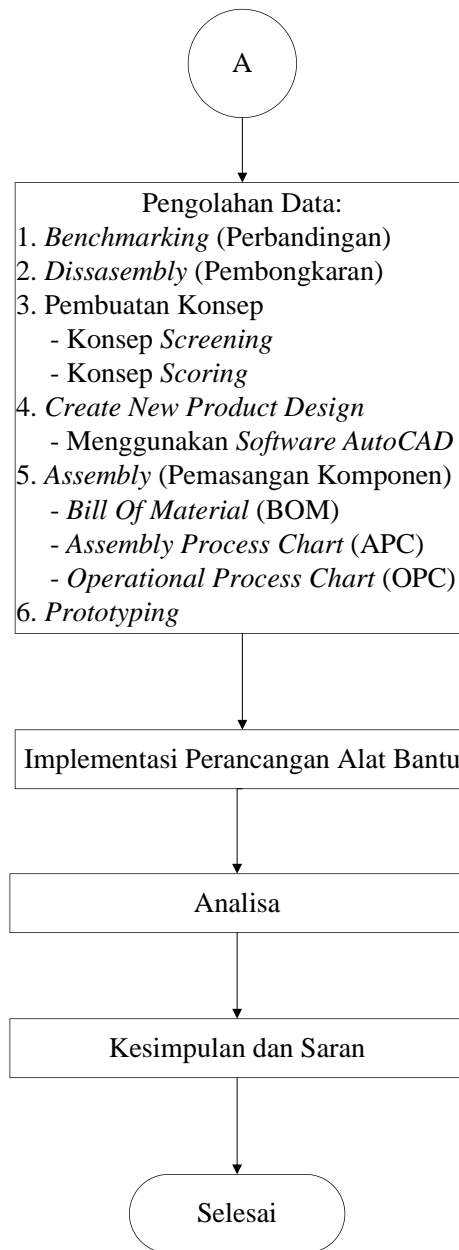 A
Pengolahan Data:
1. Benchmarking (Perbandingan)
2. Dissasembly (Pembongkaran)
3. Pembuatan Konsep
- Konsep Screening
- Konsep Scoring
4. Create New Product Design
- Menggunakan Software AutoCAD
5. Assembly (Pemasangan Komponen)
- Bill Of Material (BOM)
- Assembly Process Chart (APC)
- Operational Process Chart (OPC)
6. Prototyping
Implementasi Perancangan Alat Bantu
Analisa
Kesimpulan dan Saran
Selesai